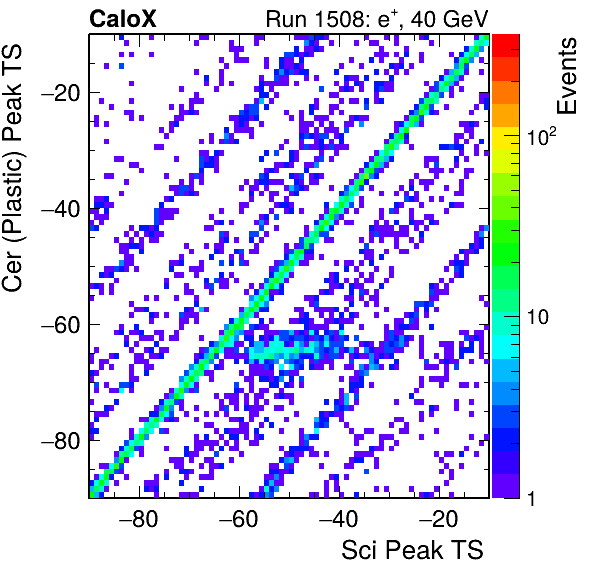 CaloX Run 1508: e⁺, 40 GeV
Cer (Plastic) Peak TS
−20
−40
−60
−80
−80 −60 −40 −20
Sci Peak TS
Events
10²
10
1